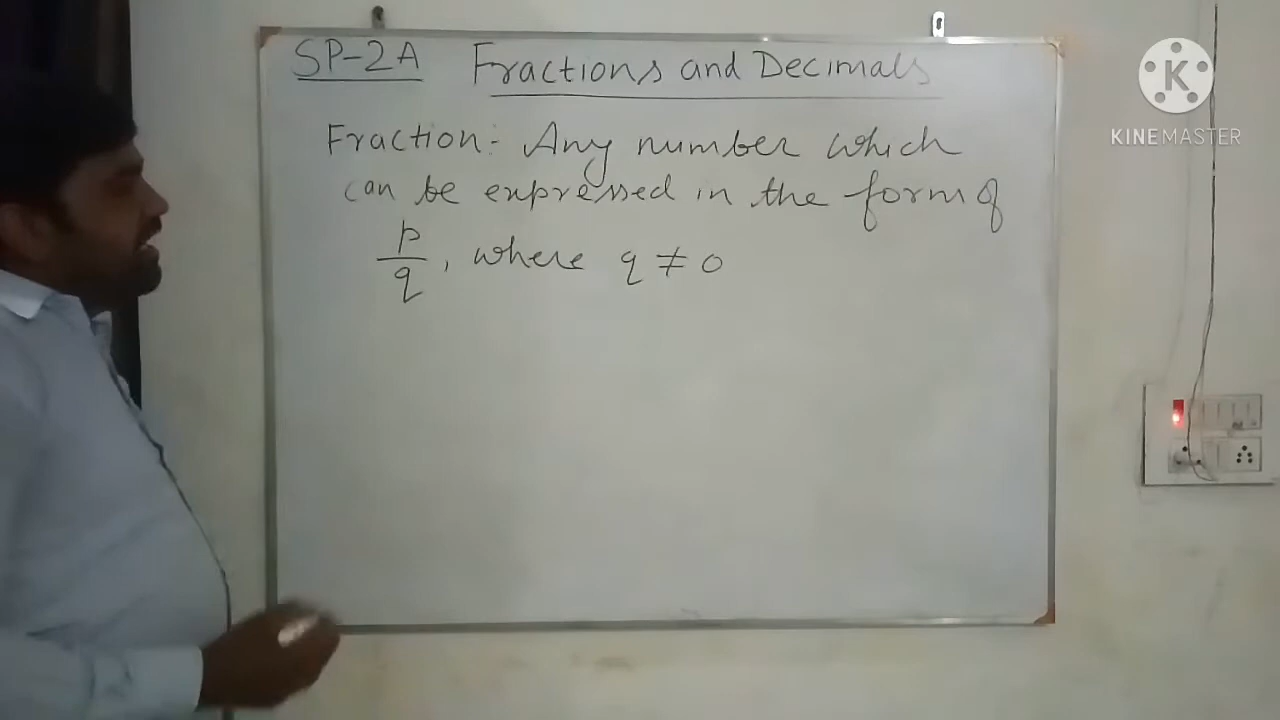 SP-2A Fractions and Decimals
Fraction:- Any number which
can be expressed in the form of
p/q, where q ≠ 0
K
KINEMASTER